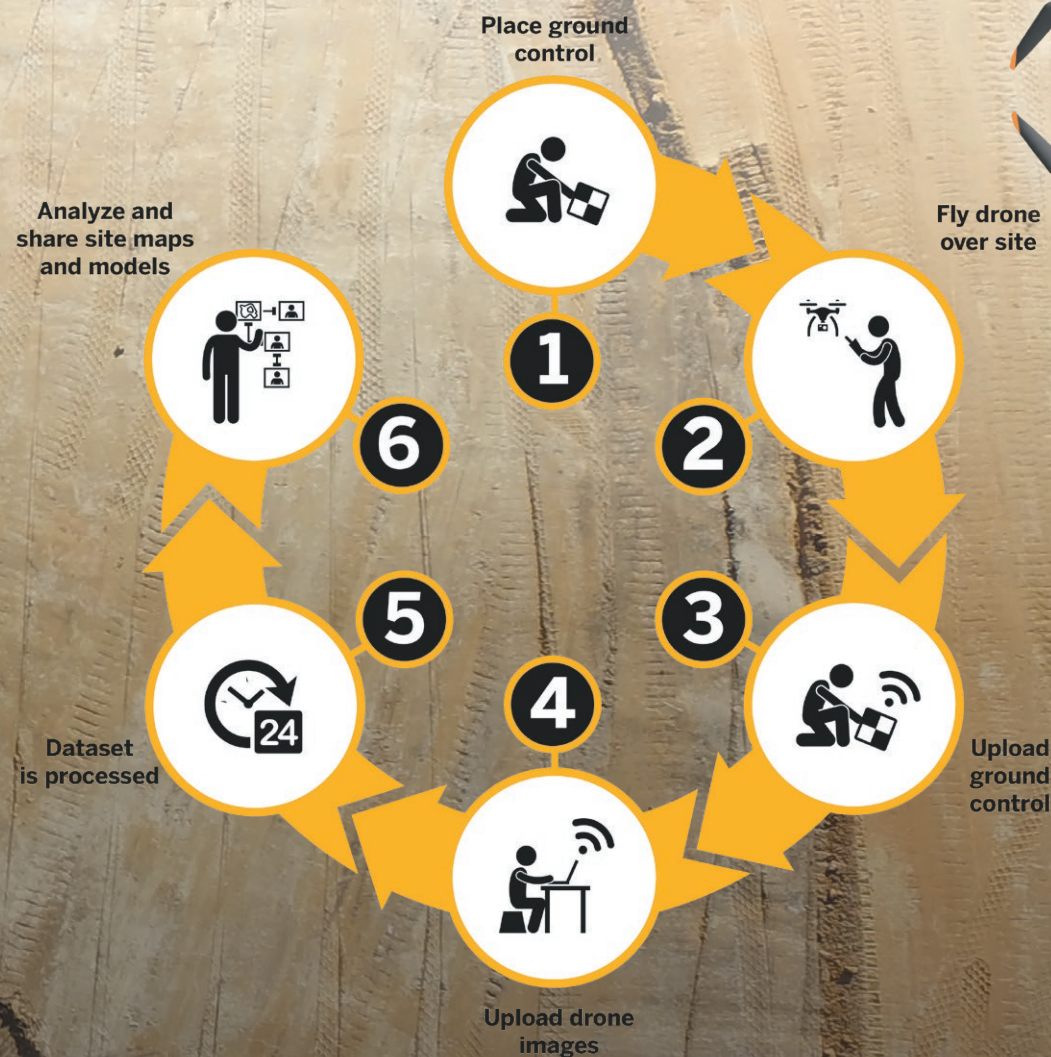 Place ground
control
1
Fly drone
over site
2
Upload
ground
control
3
Upload drone
images
4
Dataset
is processed
5
24
Analyze and
share site maps
and models
6